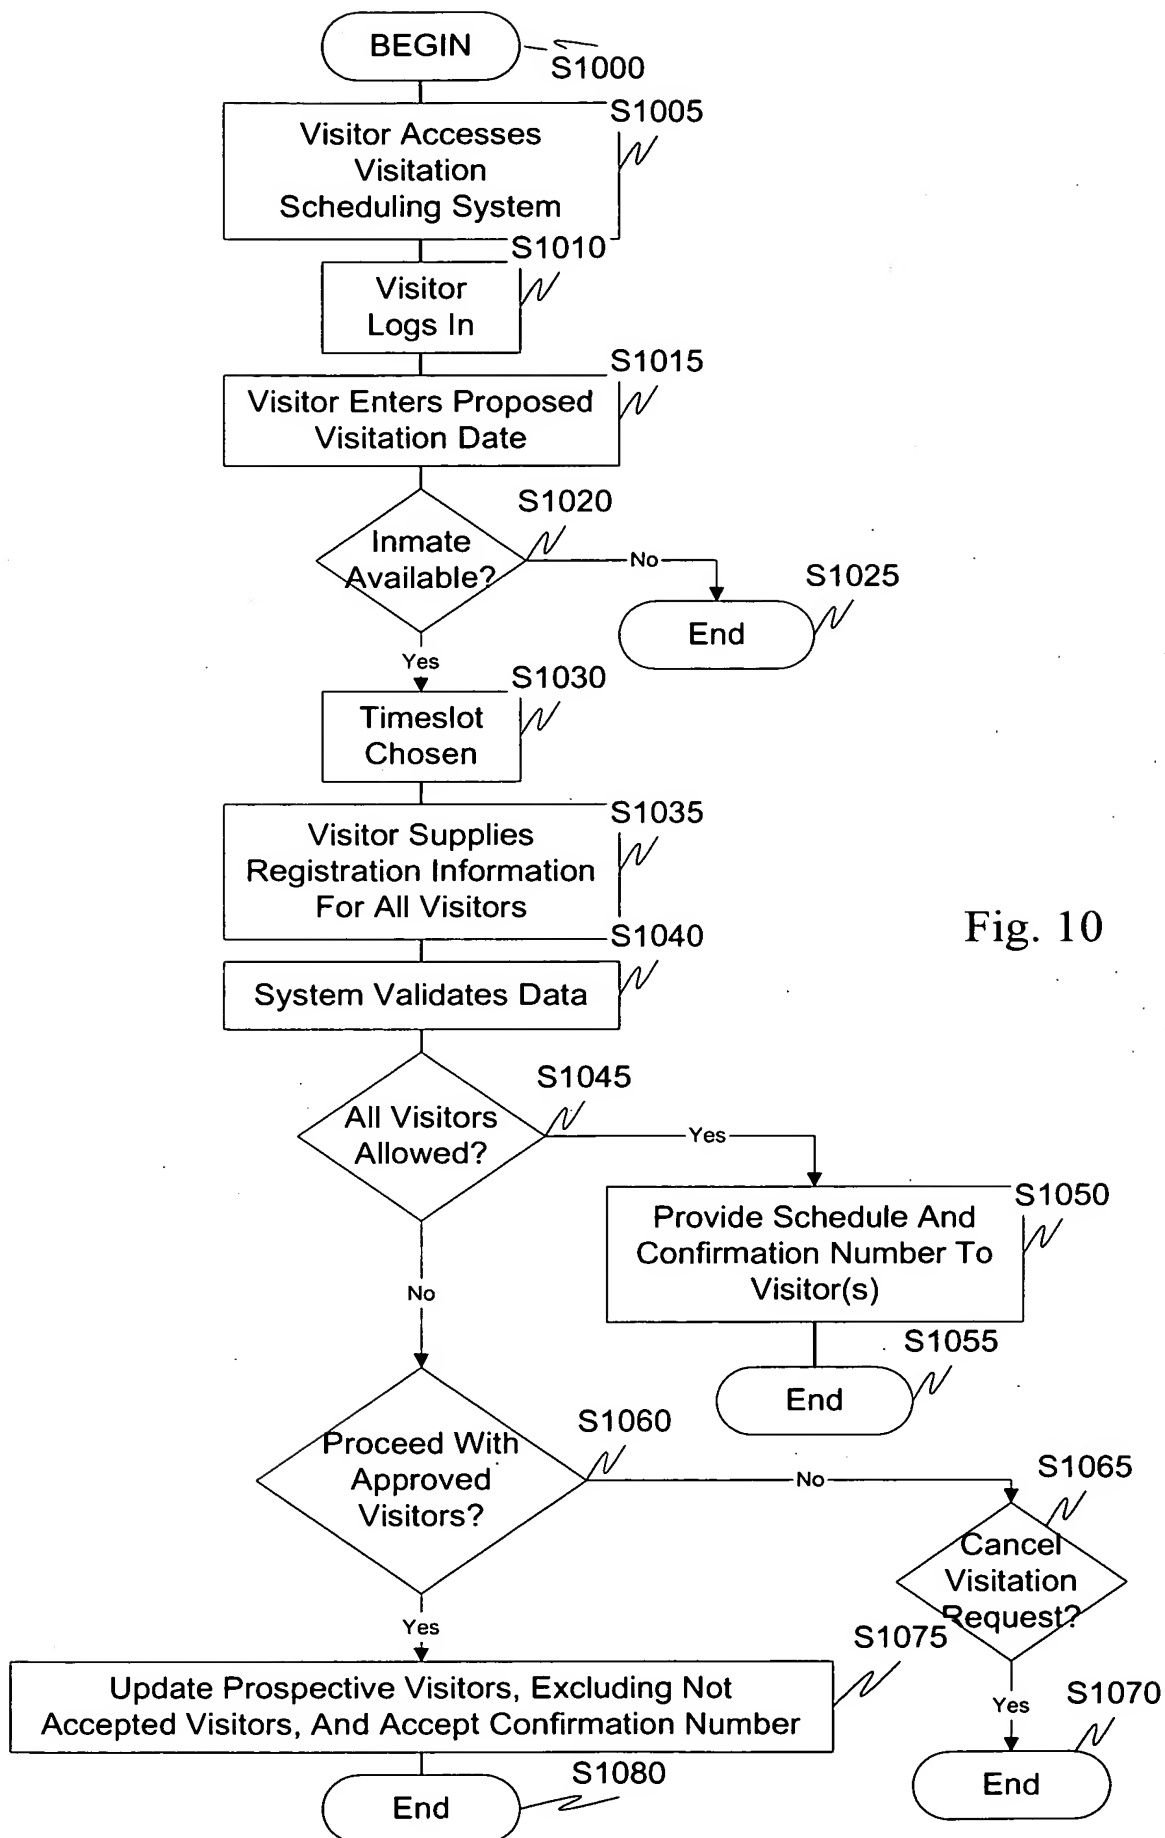 BEGIN
S1000
S1005
Visitor Accesses
Visitation
Scheduling System
S1010
Visitor
Logs In
S1015
Visitor Enters Proposed
Visitation Date
S1020
Inmate
Available?
No
S1025
End
Yes
S1030
Timeslot
Chosen
S1035
Visitor Supplies
Registration Information
For All Visitors
Fig. 10
S1040
System Validates Data
S1045
All Visitors
Allowed?
Yes
S1050
Provide Schedule And
Confirmation Number To
Visitor(s)
No
S1055
End
S1060
Proceed With
Approved
Visitors?
No
S1065
Cancel
Visitation
Request?
Yes
S1075
Update Prospective Visitors, Excluding Not
Accepted Visitors, And Accept Confirmation Number
Yes
S1070
End
S1080
End